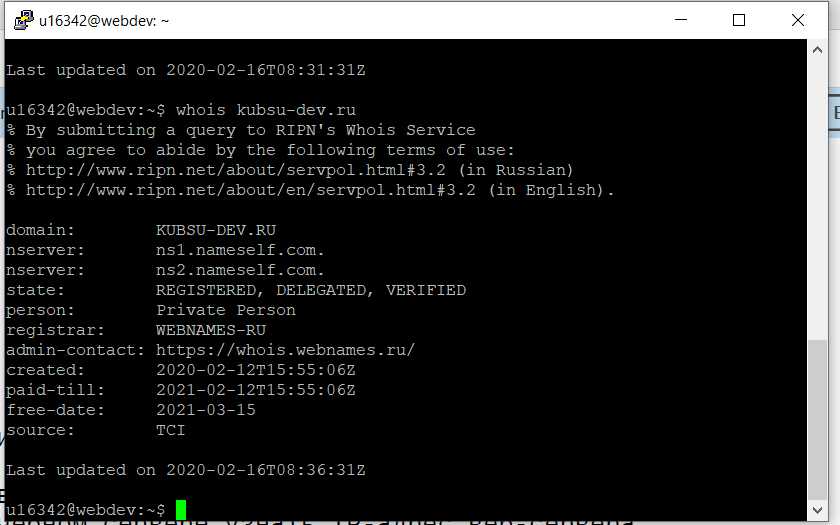 u16342@webdev: ~
Last updated on 2020-02-16T08:31:31Z
u16342@webdev:~$ whois kubsu-dev.ru
% By submitting a query to RIPN's Whois Service
% you agree to abide by the following terms of use:
% http://www.ripn.net/about/servpol.html#3.2 (in Russian)
% http://www.ripn.net/about/en/servpol.html#3.2 (in English).
domain: KUBSU-DEV.RU
nserver: ns1.nameself.com.
nserver: ns2.nameself.com.
state: REGISTERED, DELEGATED, VERIFIED
person: Private Person
registrar: WEBNAMES-RU
admin-contact: https://whois.webnames.ru/
created: 2020-02-12T15:55:06Z
paid-till: 2021-02-12T15:55:06Z
free-date: 2021-03-15
source: TCI
Last updated on 2020-02-16T08:36:31Z
u16342@webdev:~$